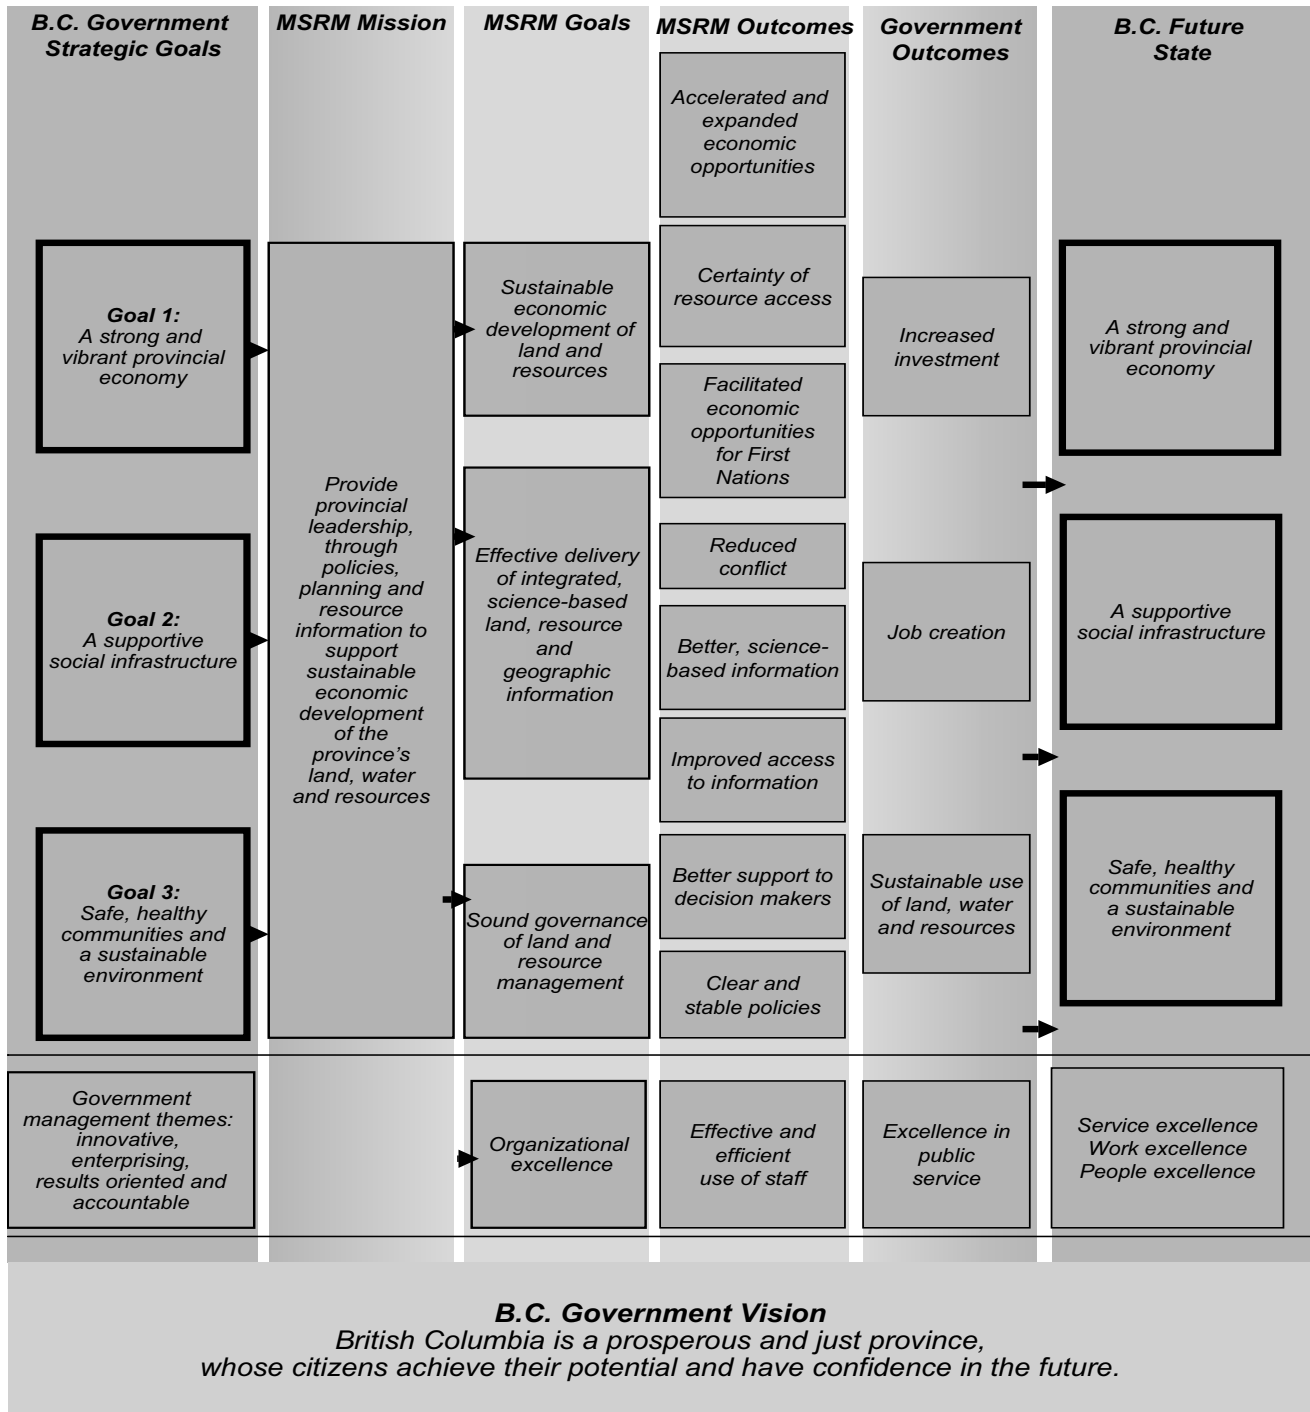 B.C. Government
Strategic Goals
MSRM Mission
MSRM Goals
MSRM Outcomes
Government
Outcomes
B.C. Future
State
Goal 1:
A strong and
vibrant provincial
economy
Goal 2:
A supportive
social infrastructure
Goal 3:
Safe, healthy
communities and
a sustainable
environment
Provide
provincial
leadership,
through
policies,
planning and
resource
information to
support
sustainable
economic
development
of the
province's
land, water
and resources
Sustainable
economic
development of
land and
resources
Effective delivery
of integrated,
science-based
land, resource
and
geographic
information
Sound governance
of land and
resource
management
Accelerated and
expanded
economic
opportunities
Certainty of
resource access
Facilitated
economic
opportunities
for First
Nations
Reduced
conflict
Better, science-
based information
Improved access
to information
Better support to
decision makers
Clear and
stable policies
Increased
investment
Job creation
Sustainable use
of land, water
and resources
A strong and
vibrant provincial
economy
A supportive
social infrastructure
Safe, healthy
communities and
a sustainable
environment
Government
management themes:
innovative,
enterprising,
results oriented and
accountable
Organizational
excellence
Effective and
efficient
use of staff
Excellence in
public
service
Service excellence
Work excellence
People excellence
B.C. Government Vision
British Columbia is a prosperous and just province,
whose citizens achieve their potential and have confidence in the future.